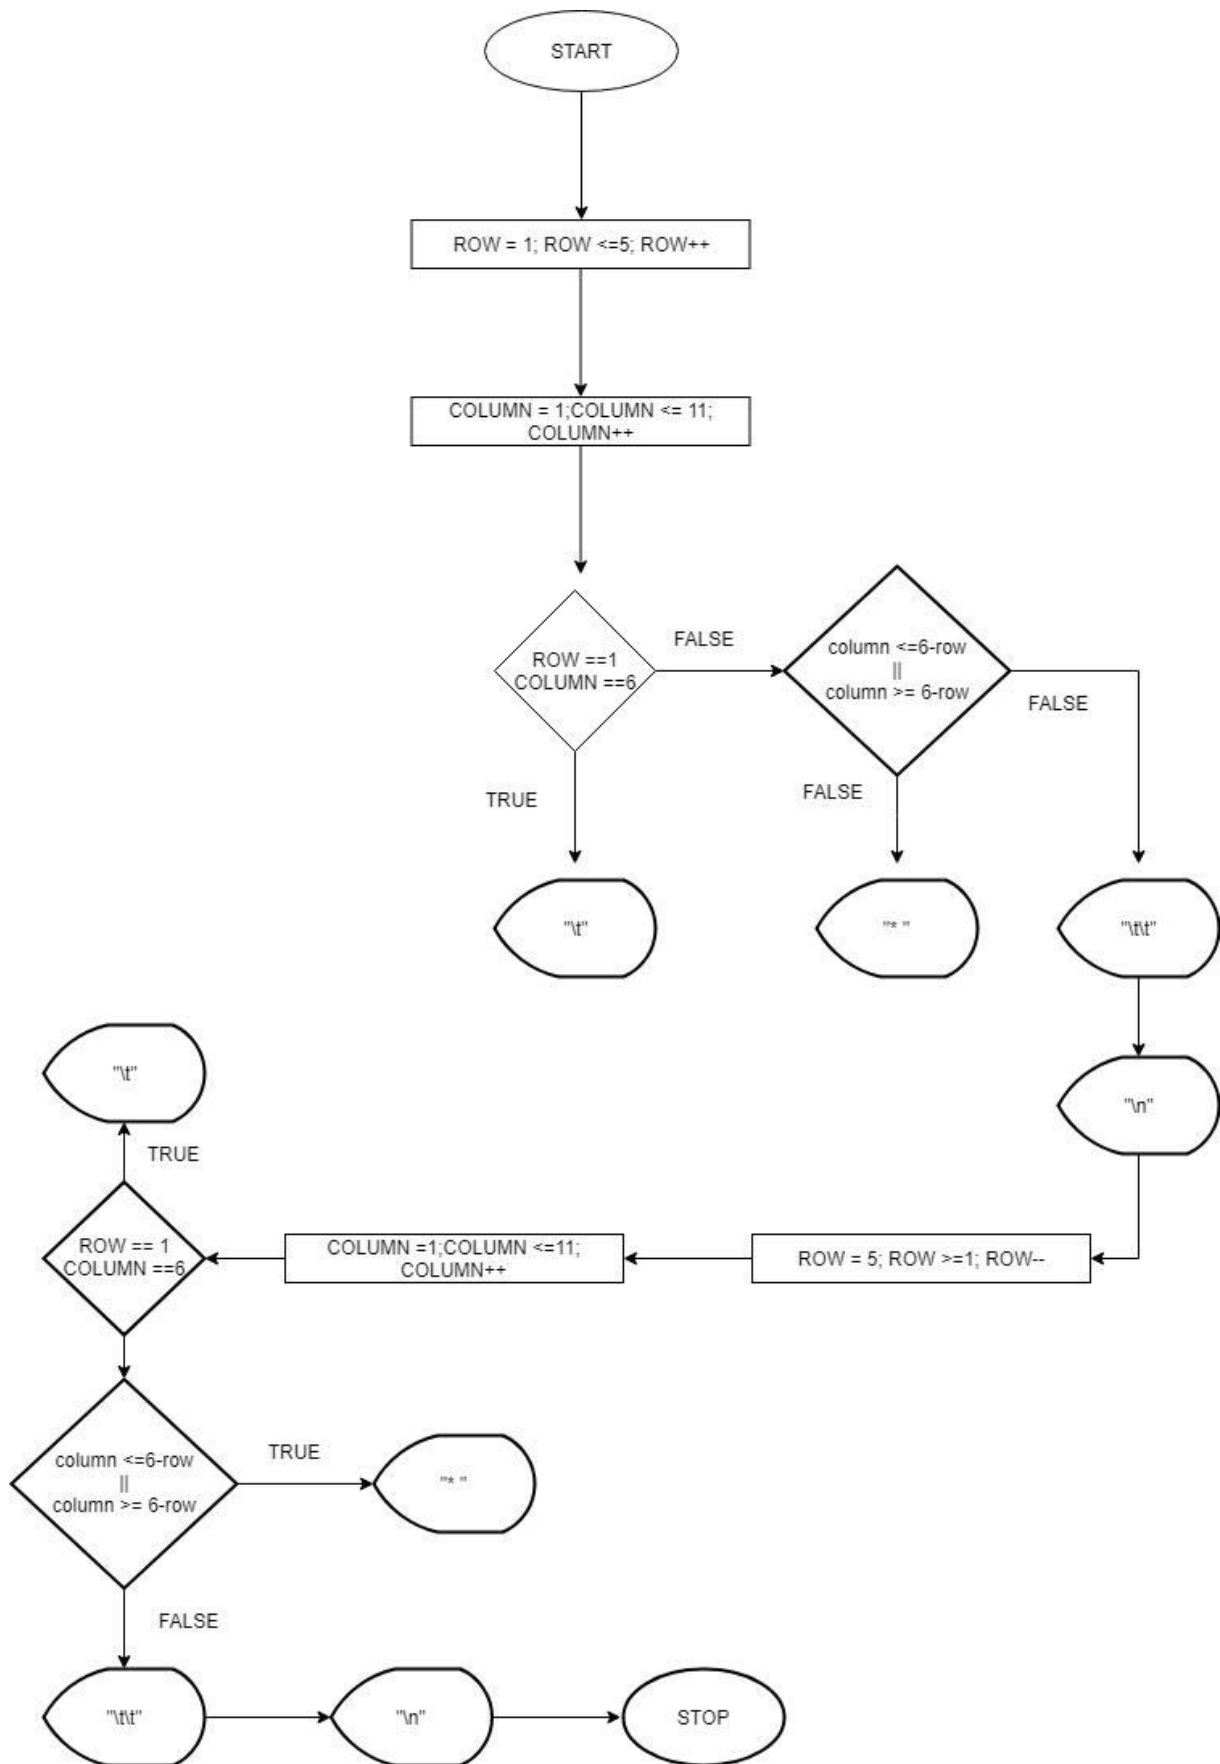 START
ROW = 1; ROW <=5; ROW++
COLUMN = 1;COLUMN <= 11;
COLUMN++
ROW ==1
COLUMN ==6
FALSE
column <=6-row
||
column >= 6-row
FALSE
TRUE
FALSE
"\t"
"* "
"\t\t"
"\n"
ROW = 5; ROW >=1; ROW--
COLUMN =1;COLUMN <=11;
COLUMN++
ROW == 1
COLUMN ==6
TRUE
"\t"
column <=6-row
||
column >= 6-row
TRUE
"* "
FALSE
"\t\t"
"\n"
STOP